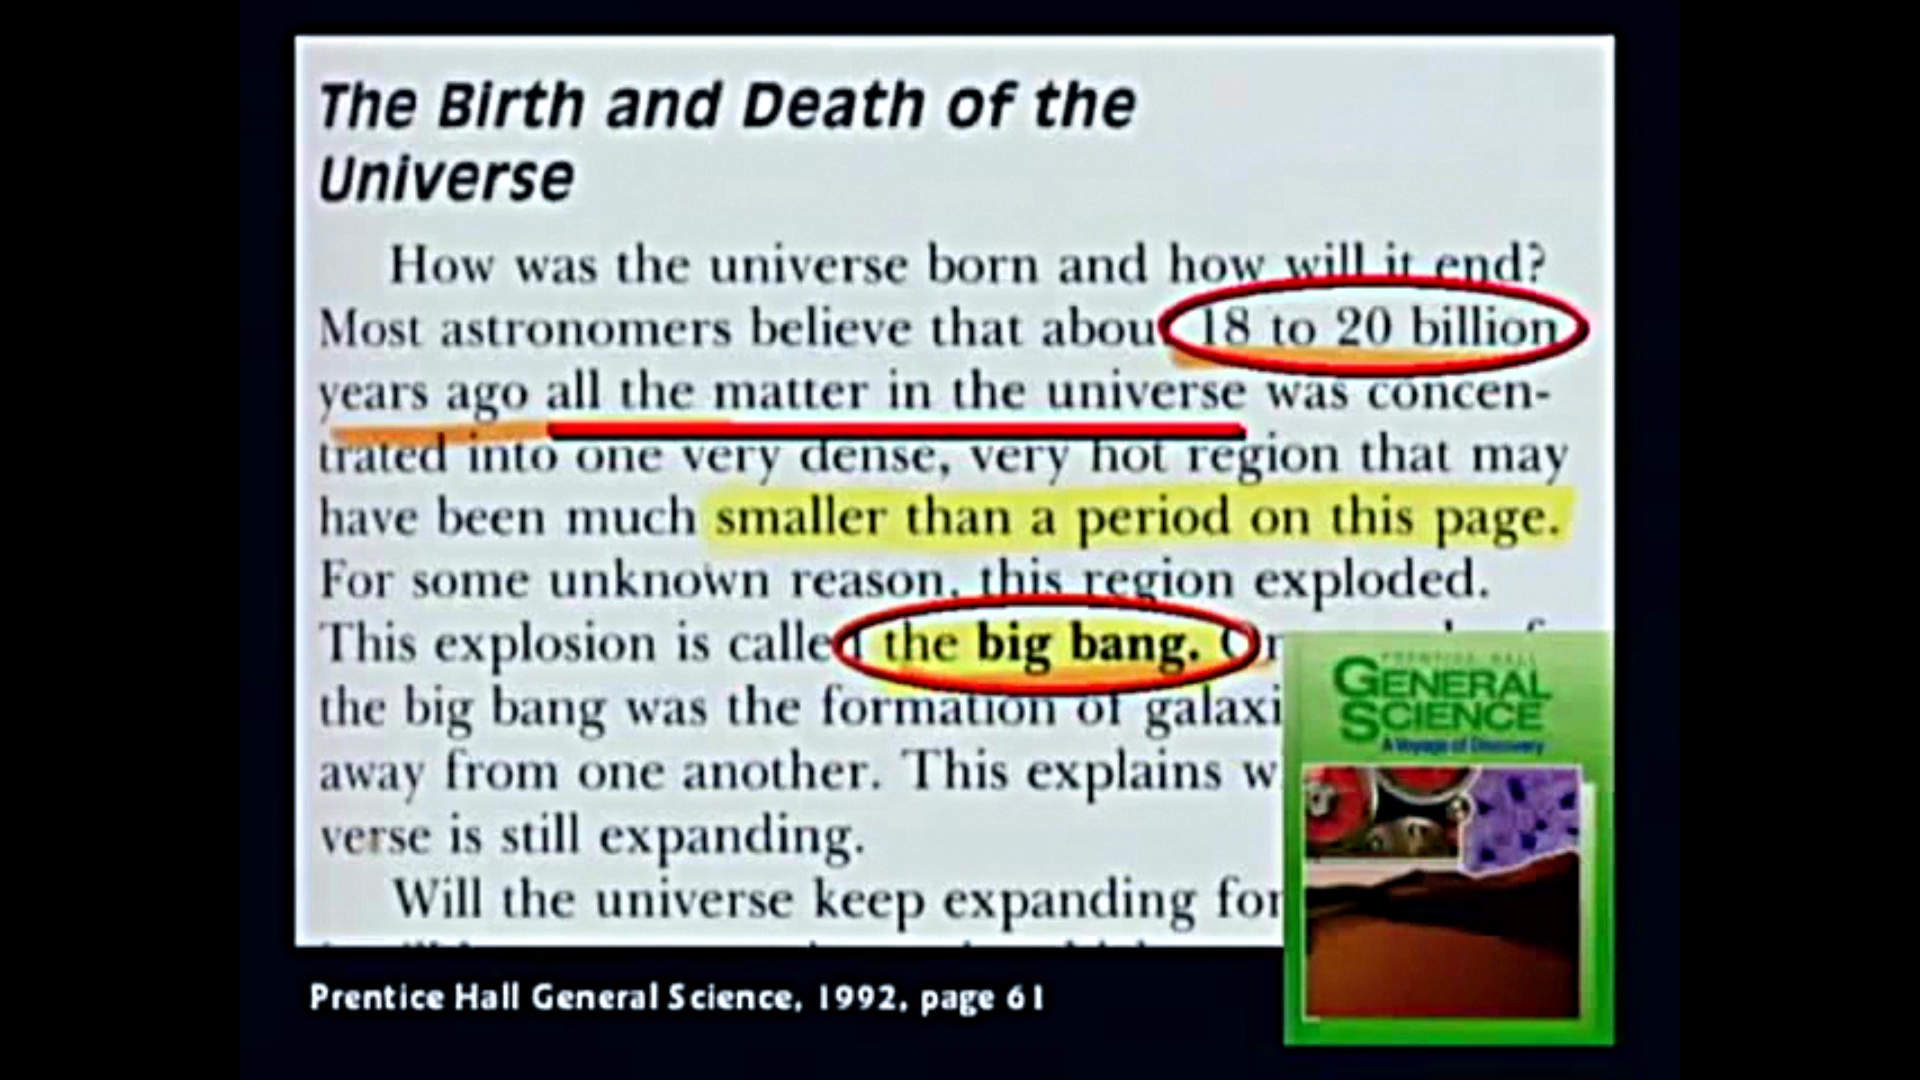 The Birth and Death of the
Universe
How was the universe born and how will it end?
Most astronomers believe that abou 18 to 20 billion
years ago all the matter in the universe was concen-
trated into one very dense, very hot region that may
have been much smaller than a period on this page.
For some unknown reason, this region exploded.
This explosion is called the big bang.
the big bang was the formation of galaxi
away from one another. This explains w
verse is still expanding.
Will the universe keep expanding for
PRENTICE HALL
GENERAL
SCIENCE
A Voyage of Discovery
Prentice Hall General Science, 1992, page 61